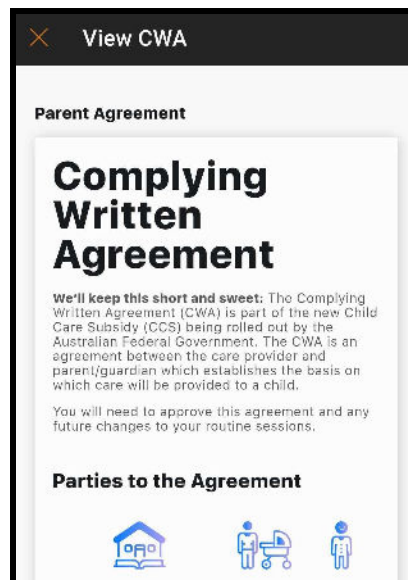 View CWA
Parent Agreement
Complying
Written
Agreement
We'll keep this short and sweet: The Complying
Written Agreement (CWA) is part of the new Child
Care Subsidy (CCS) being rolled out by the
Australian Federal Government. The CWA is an
agreement between the care provider and
parent/guardian which establishes the basis on
which care will be provided to a child.
You will need to approve this agreement and any
future changes to your routine sessions.
Parties to the Agreement